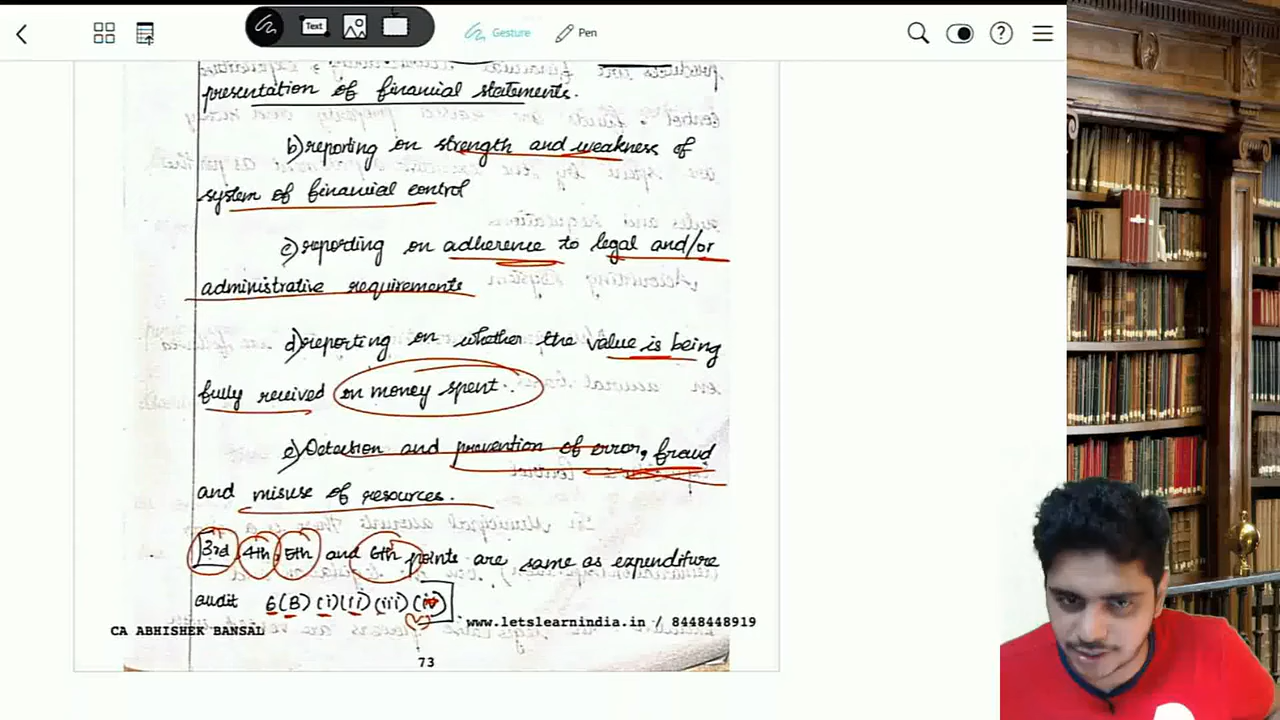 Text
Gesture
Pen
presentation of financial statements.
b) reporting on strength and weakness of
system of financial control
c) reporting on adherence to legal and/or
administrative requirements
d) reporting on whether the value is being
fully received on money spent.
e) Detection and prevention of error, fraud
and misuse of resources.
3rd 4th 5th and 6th points are same as expenditure
audit 6(B) (i) (ii) (iii) (iv)
www.letslearnindia.in / 8448448919
CA ABHISHEK BANSAL
73